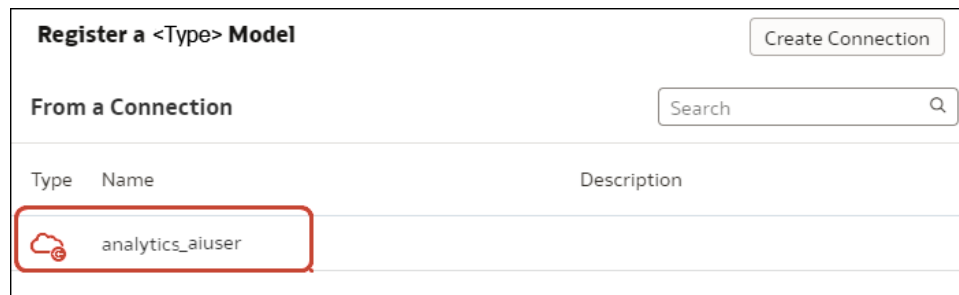 Register a <Type> Model
Create Connection
From a Connection
Search
Type Name Description
analytics_aiuser